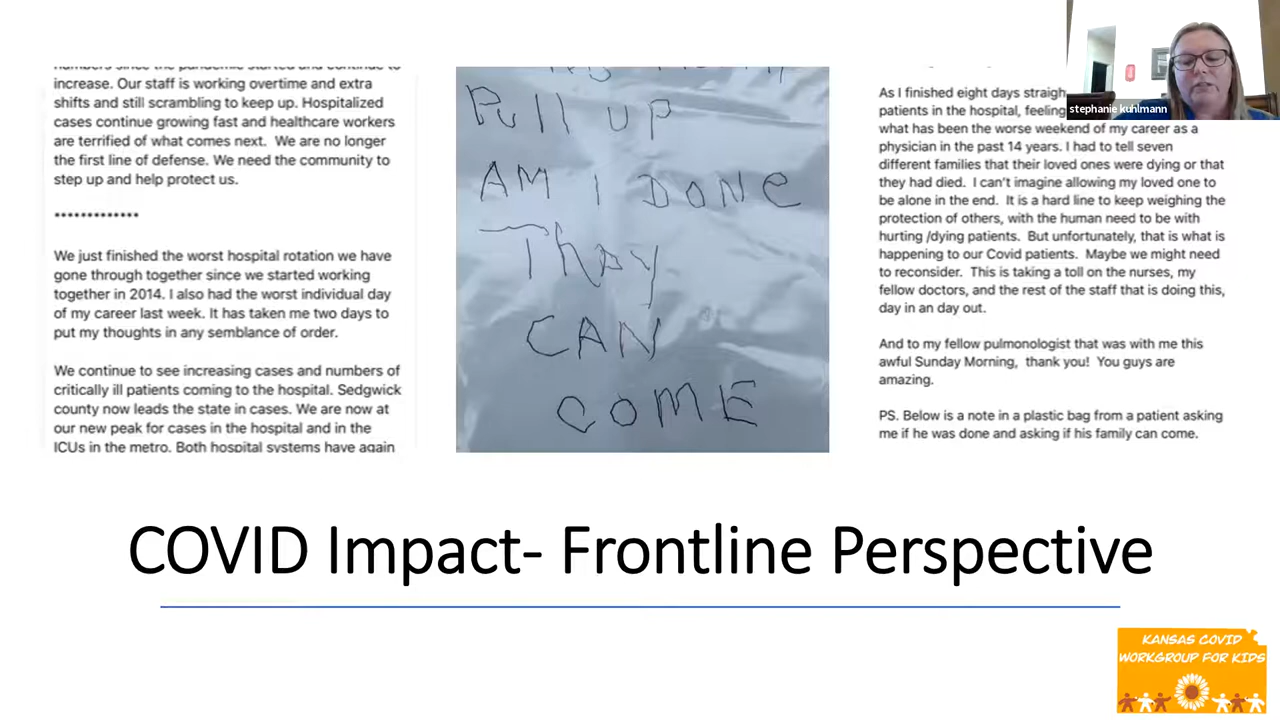 numbers since the pandemic started and continue to
increase. Our staff is working overtime and extra
shifts and still scrambling to keep up. Hospitalized
cases continue growing fast and healthcare workers
are terrified of what comes next. We are no longer
the first line of defense. We need the community to
step up and help protect us.
*************
We just finished the worst hospital rotation we have
gone through together since we started working
together in 2014. I also had the worst individual day
of my career last week. It has taken me two days to
put my thoughts in any semblance of order.
We continue to see increasing cases and numbers of
critically ill patients coming to the hospital. Sedgwick
county now leads the state in cases. We are now at
our new peak for cases in the hospital and in the
ICUs in the metro. Both hospital systems have again
Pull up
AM I DONE
Thay
CAN
COME
As I finished eight days straigh
patients in the hospital, feeling
what has been the worse weekend of my career as a
physician in the past 14 years. I had to tell seven
different families that their loved ones were dying or that
they had died. I can't imagine allowing my loved one to
be alone in the end. It is a hard line to keep weighing the
protection of others, with the human need to be with
hurting /dying patients. But unfortunately, that is what is
happening to our Covid patients. Maybe we might need
to reconsider. This is taking a toll on the nurses, my
fellow doctors, and the rest of the staff that is doing this,
day in an day out.
And to my fellow pulmonologist that was with me this
awful Sunday Morning, thank you! You guys are
amazing.
PS. Below is a note in a plastic bag from a patient asking
me if he was done and asking if his family can come.
stephanie kuhlmann
COVID Impact- Frontline Perspective
KANSAS COVID
WORKGROUP FOR KIDS